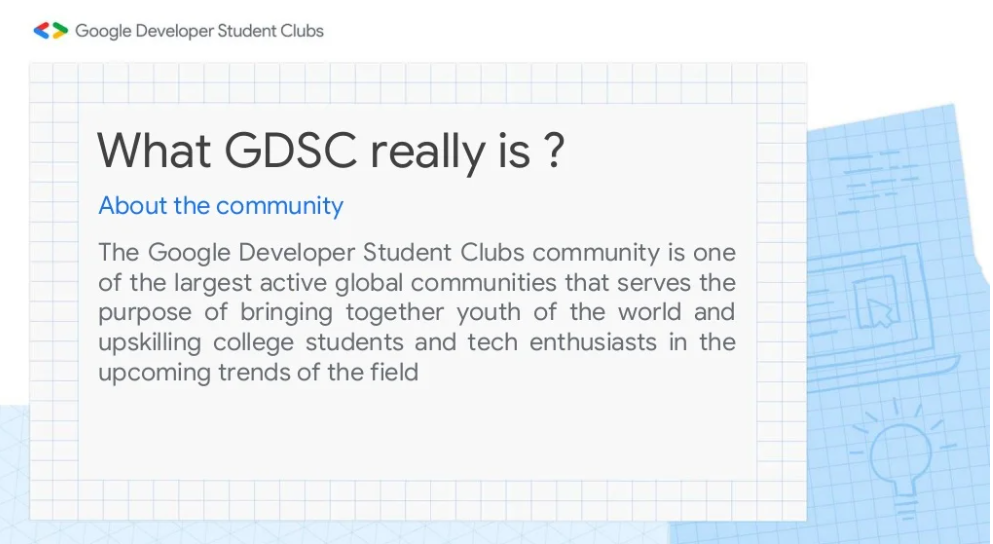 Google Developer Student Clubs
What GDSC really is ?
About the community
The Google Developer Student Clubs community is one
of the largest active global communities that serves the
purpose of bringing together youth of the world and
upskilling college students and tech enthusiasts in the
upcoming trends of the field